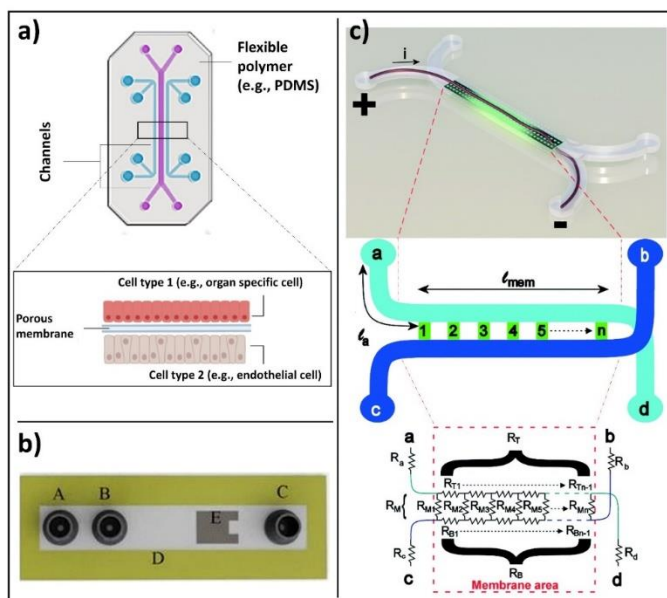 a)
Flexible
polymer
(e.g., PDMS)
Channels
Cell type 1 (e.g., organ specific cell)
Porous
membrane
Cell type 2 (e.g., endothelial cell)
b)
A B C
E
D
c)
i
+
-
a b
ℓmem
ℓa
1 2 3 4 5 n
c d
a b
RT
Ra Rb
RT1 RTn-1
RM RM1 RM2 RM3 RM4 RM5 RMn
RB1 RBn-1
Rc Rd
RB
c d
Membrane area